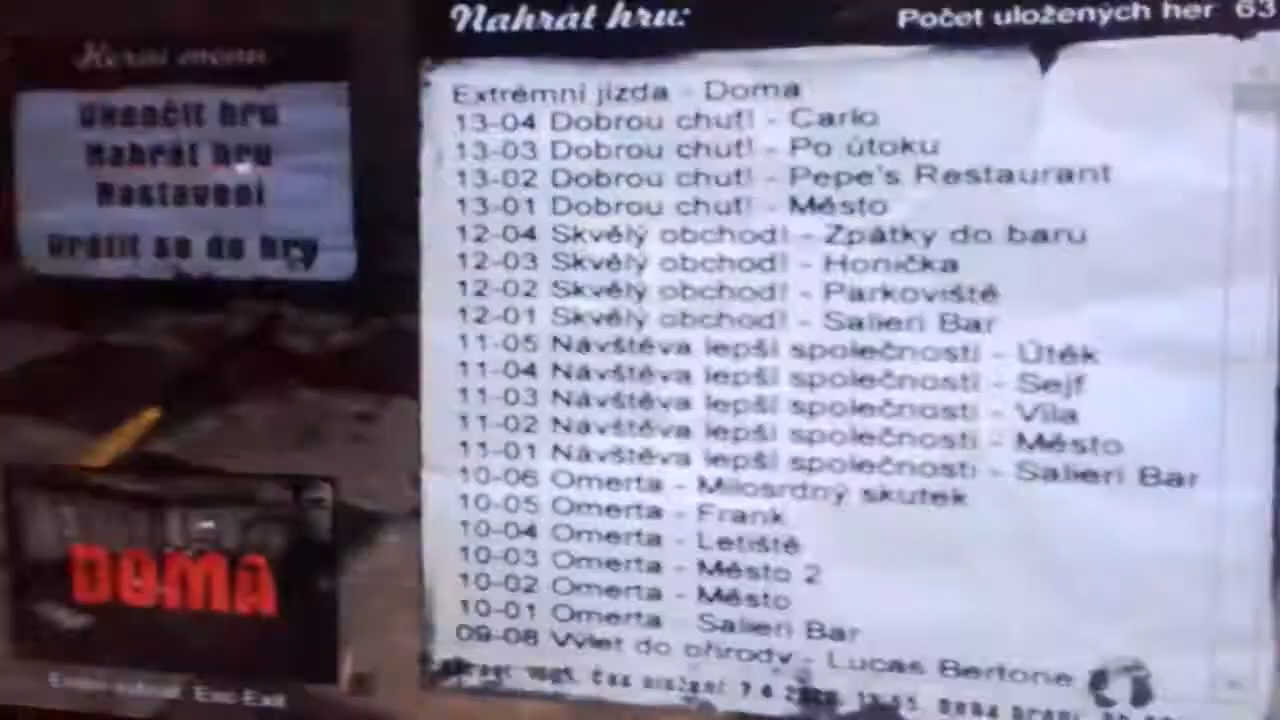 Nahrát hru:
Počet uložených her 63
Herní menu
Ukončit hru
Nahrát hru
Nastavení
Vrátit se do hry
Extrémní jízda - Doma
13-04 Dobrou chuť! - Carlo
13-03 Dobrou chuť! - Po útoku
13-02 Dobrou chuť! - Pepe's Restaurant
13-01 Dobrou chuť! - Město
12-04 Skvělý obchod! - Zpátky do baru
12-03 Skvělý obchod! - Honička
12-02 Skvělý obchod! - Parkoviště
12-01 Skvělý obchod! - Salieri Bar
11-05 Návštěva lepší společnosti - Útěk
11-04 Návštěva lepší společnosti - Sejf
11-03 Návštěva lepší společnosti - Vila
11-02 Návštěva lepší společnosti - Město
11-01 Návštěva lepší společnosti - Salieri Bar
10-06 Omerta - Milosrdný skutek
10-05 Omerta - Frank
10-04 Omerta - Letiště
10-03 Omerta - Město 2
10-02 Omerta - Město
10-01 Omerta - Salieri Bar
09-08 Výlet do přírody - Lucas Bertone
DOMA
Čas uložení:
Esc-Exit